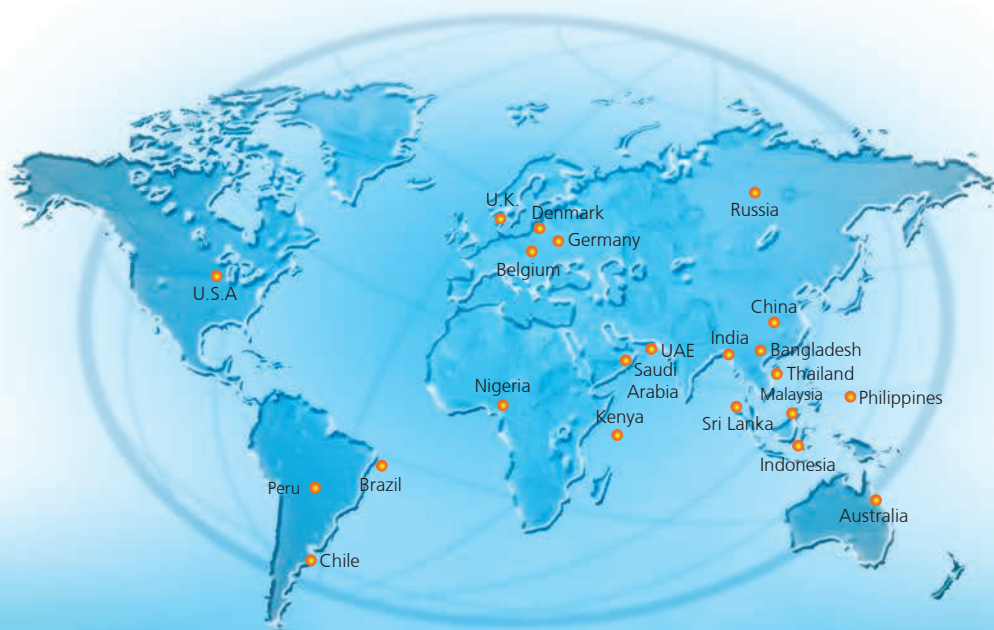 U.K.
Denmark
Germany
Belgium
Russia
U.S.A
China
India
Bangladesh
UAE
Saudi
Arabia
Thailand
Malaysia
Philippines
Nigeria
Kenya
Sri Lanka
Indonesia
Peru
Brazil
Australia
Chile